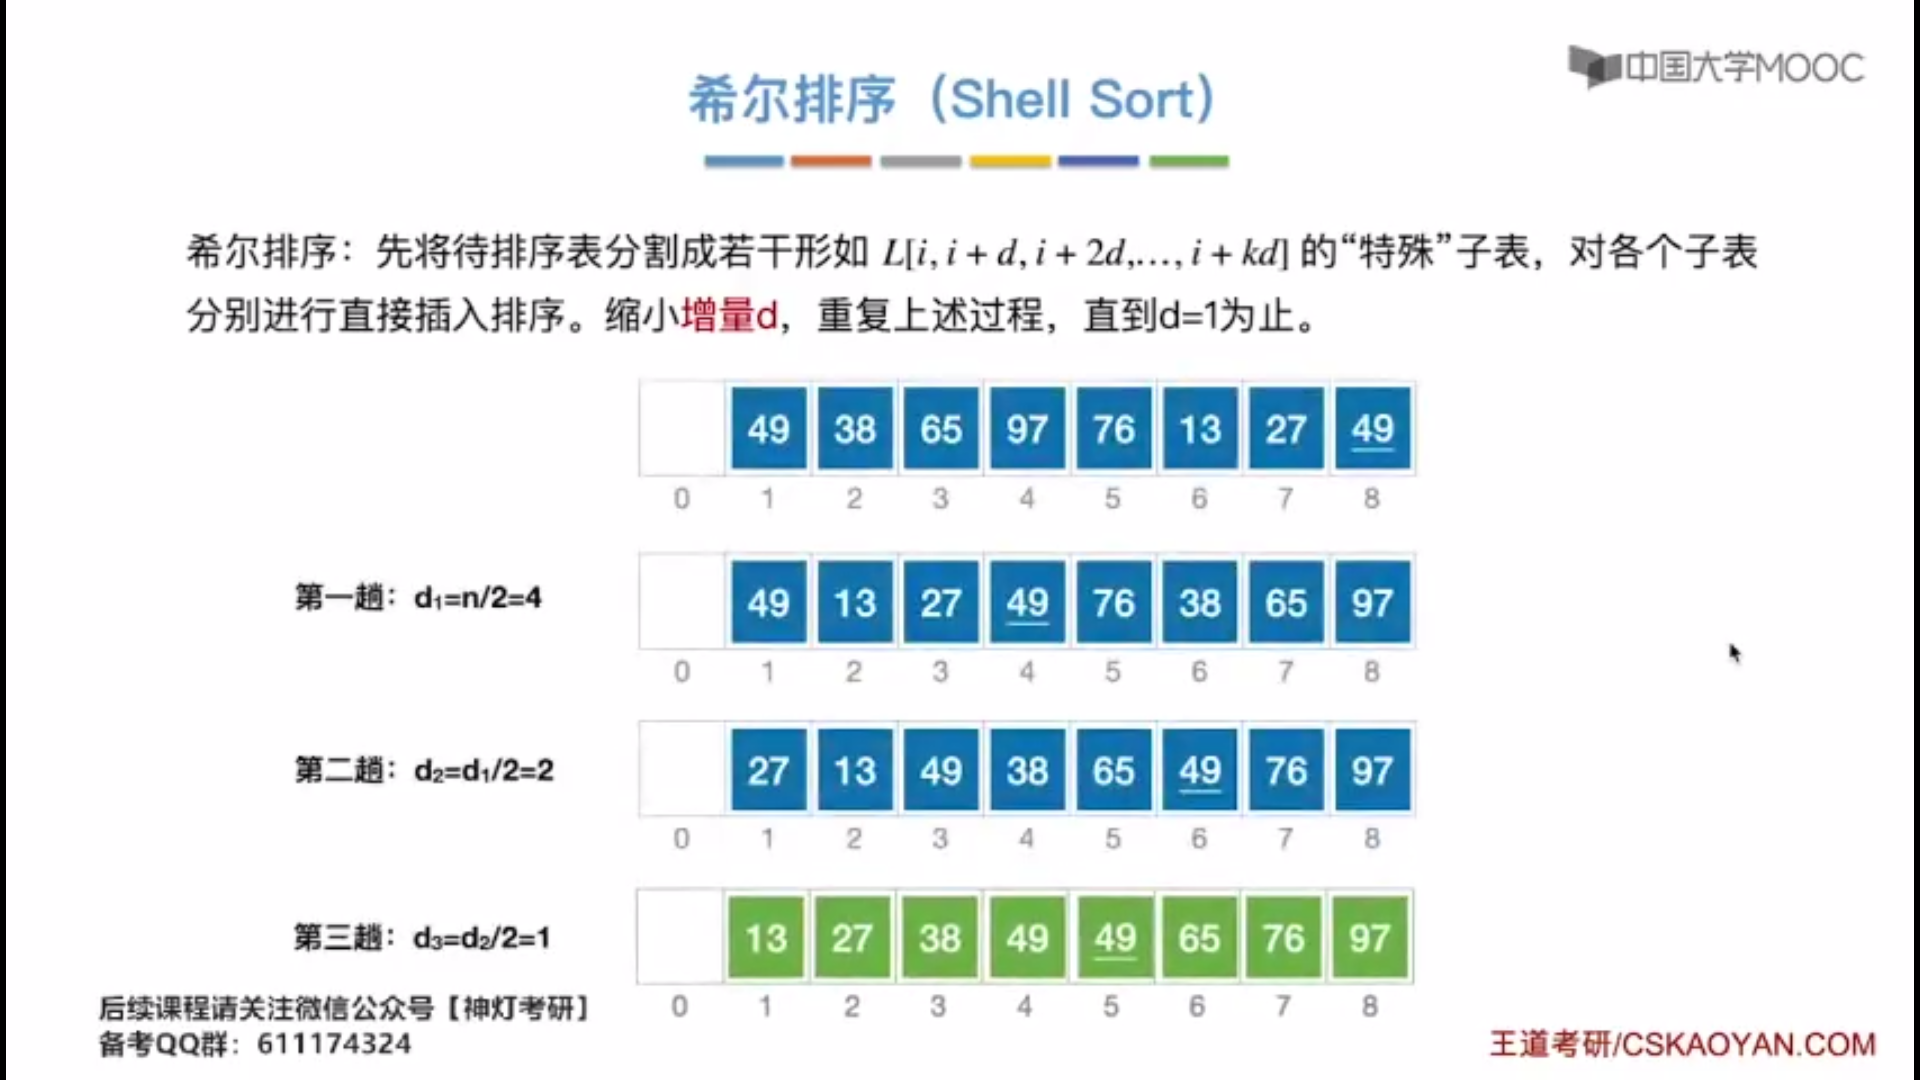 中国大学MOOC
希尔排序（Shell Sort）
希尔排序：先将待排序表分割成若干形如 L[i, i + d, i + 2d,…, i + kd] 的“特殊”子表，对各个子表
分别进行直接插入排序。缩小增量d，重复上述过程，直到d=1为止。
49 38 65 97 76 13 27 49
0 1 2 3 4 5 6 7 8
第一趟：d₁=n/2=4
49 13 27 49 76 38 65 97
0 1 2 3 4 5 6 7 8
第二趟：d₂=d₁/2=2
27 13 49 38 65 49 76 97
0 1 2 3 4 5 6 7 8
第三趟：d₃=d₂/2=1
13 27 38 49 49 65 76 97
0 1 2 3 4 5 6 7 8
后续课程请关注微信公众号【神灯考研】
备考QQ群：611174324
王道考研/CSKAOYAN.COM